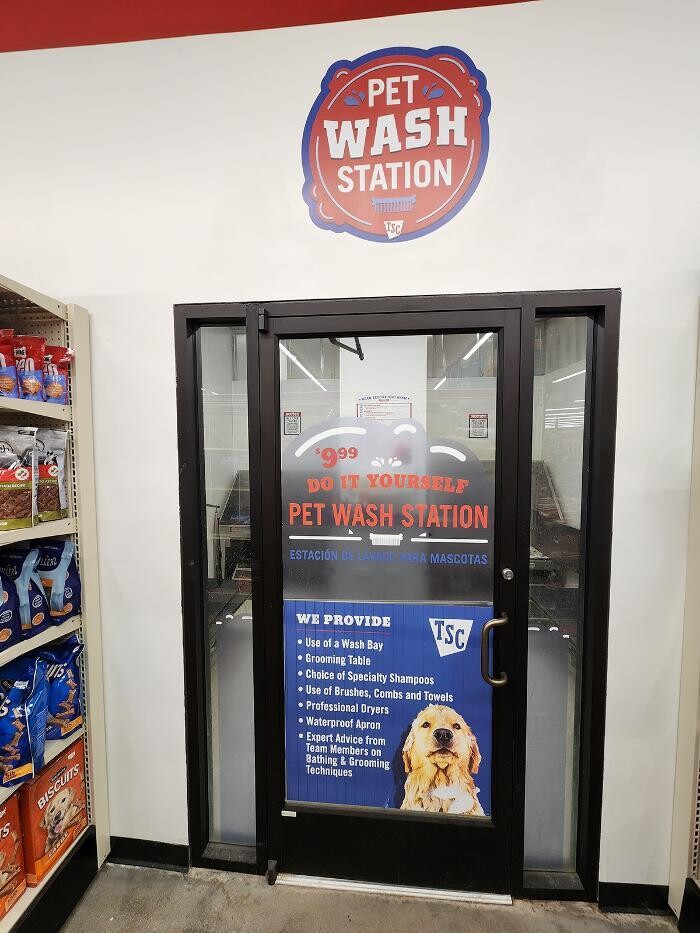 PET
WASH
STATION
TSC
$9.99
DO IT YOURSELF
PET WASH STATION
ESTACIÓN DE LAVADO PARA MASCOTAS
WE PROVIDE
TSC
• Use of a Wash Bay
• Grooming Table
• Choice of Specialty Shampoos
• Use of Brushes, Combs and Towels
• Professional Dryers
• Waterproof Apron
• Expert Advice from
Team Members on
Bathing & Grooming
Techniques
BISCUITS